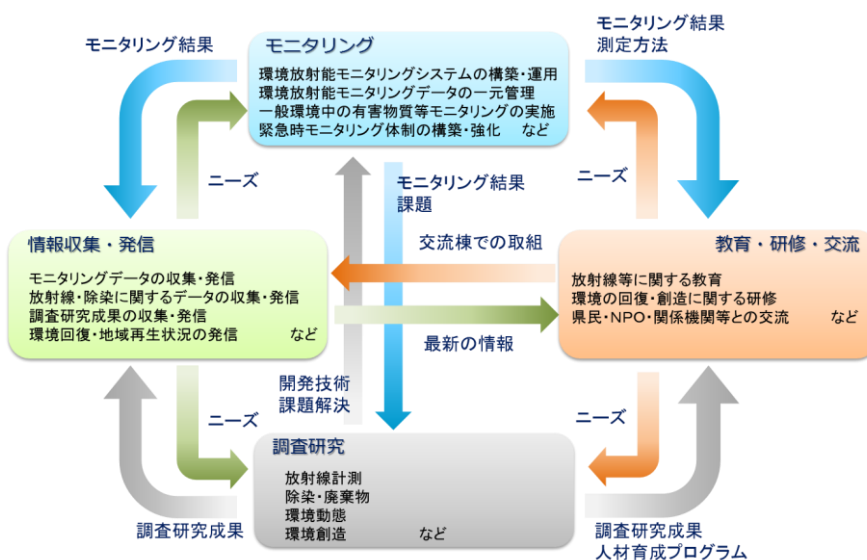 モニタリング結果
モニタリング
環境放射能モニタリングシステムの構築・運用
環境放射能モニタリングデータの一元管理
一般環境中の有害物質等モニタリングの実施
緊急時モニタリング体制の構築・強化 など
モニタリング結果
測定方法
ニーズ
モニタリング結果
課題
ニーズ
情報収集・発信
モニタリングデータの収集・発信
放射線・除染に関するデータの収集・発信
調査研究成果の収集・発信
環境回復・地域再生状況の発信 など
交流棟での取組
最新の情報
教育・研修・交流
放射線等に関する教育
環境の回復・創造に関する研修
県民・NPO・関係機関等との交流 など
ニーズ
開発技術
課題解決
ニーズ
調査研究
放射線計測
除染・廃棄物
環境動態
環境創造 など
調査研究成果
調査研究成果
人材育成プログラム